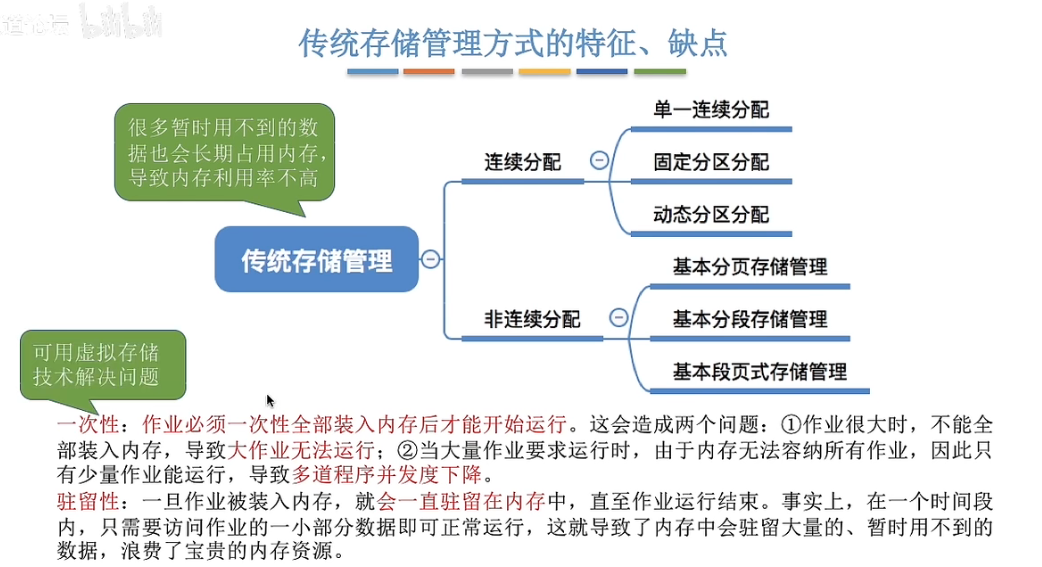 bilibili
传统存储管理方式的特征、缺点
很多暂时用不到的数
据也会长期占用内存，
导致内存利用率不高
传统存储管理
连续分配
单一连续分配
固定分区分配
动态分区分配
非连续分配
基本分页存储管理
基本分段存储管理
基本段页式存储管理
可用虚拟存储
技术解决问题
一次性：作业必须一次性全部装入内存后才能开始运行。这会造成两个问题：①作业很大时，不能全
部装入内存，导致大作业无法运行；②当大量作业要求运行时，由于内存无法容纳所有作业，因此只
有少量作业能运行，导致多道程序并发度下降。
驻留性：一旦作业被装入内存，就会一直驻留在内存中，直至作业运行结束。事实上，在一个时间段
内，只需要访问作业的一小部分数据即可正常运行，这就导致了内存中会驻留大量的、暂时用不到的
数据，浪费了宝贵的内存资源。